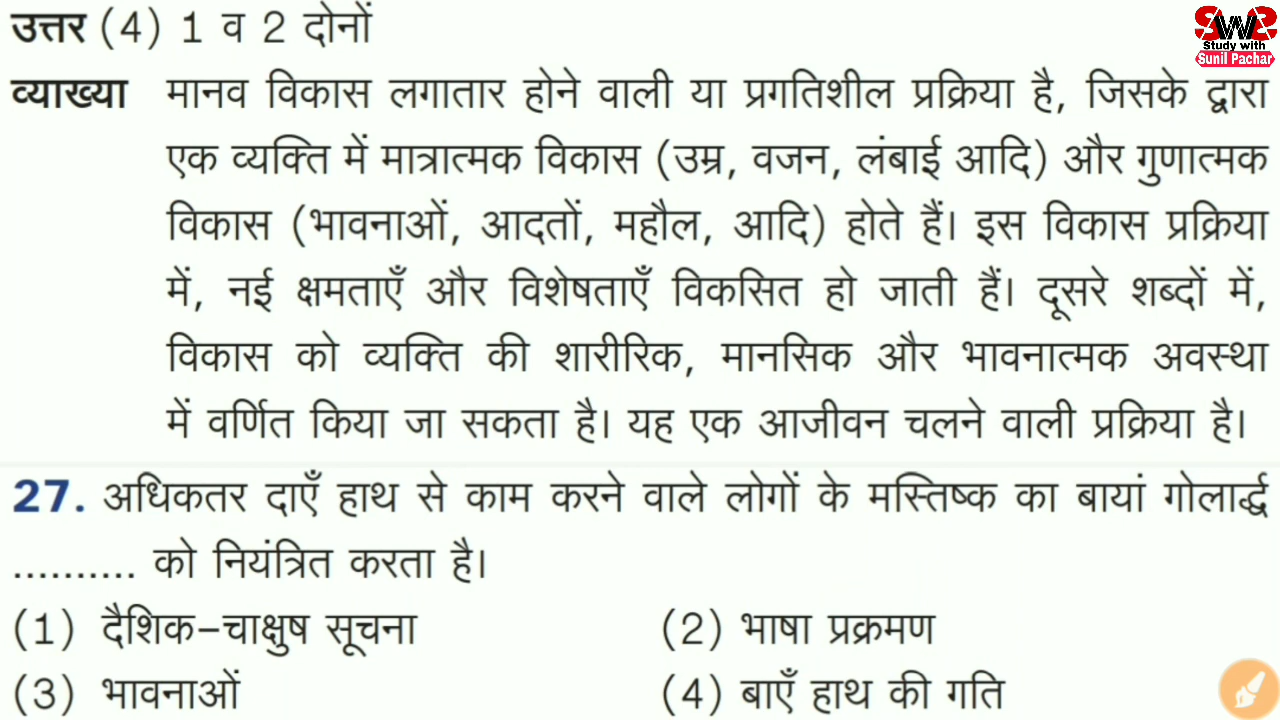 उत्तर (4) 1 व 2 दोनों
SWS
Study with
Sunil Pachar
व्याख्या मानव विकास लगातार होने वाली या प्रगतिशील प्रक्रिया है, जिसके द्वारा
एक व्यक्ति में मात्रात्मक विकास (उम्र, वजन, लंबाई आदि) और गुणात्मक
विकास (भावनाओं, आदतों, महौल, आदि) होते हैं। इस विकास प्रक्रिया
में, नई क्षमताएँ और विशेषताएँ विकसित हो जाती हैं। दूसरे शब्दों में,
विकास को व्यक्ति की शारीरिक, मानसिक और भावनात्मक अवस्था
में वर्णित किया जा सकता है। यह एक आजीवन चलने वाली प्रक्रिया है।
27. अधिकतर दाएँ हाथ से काम करने वाले लोगों के मस्तिष्क का बायां गोलार्द्ध
.......... को नियंत्रित करता है।
(1) दैशिक-चाक्षुष सूचना (2) भाषा प्रक्रमण
(3) भावनाओं (4) बाएँ हाथ की गति